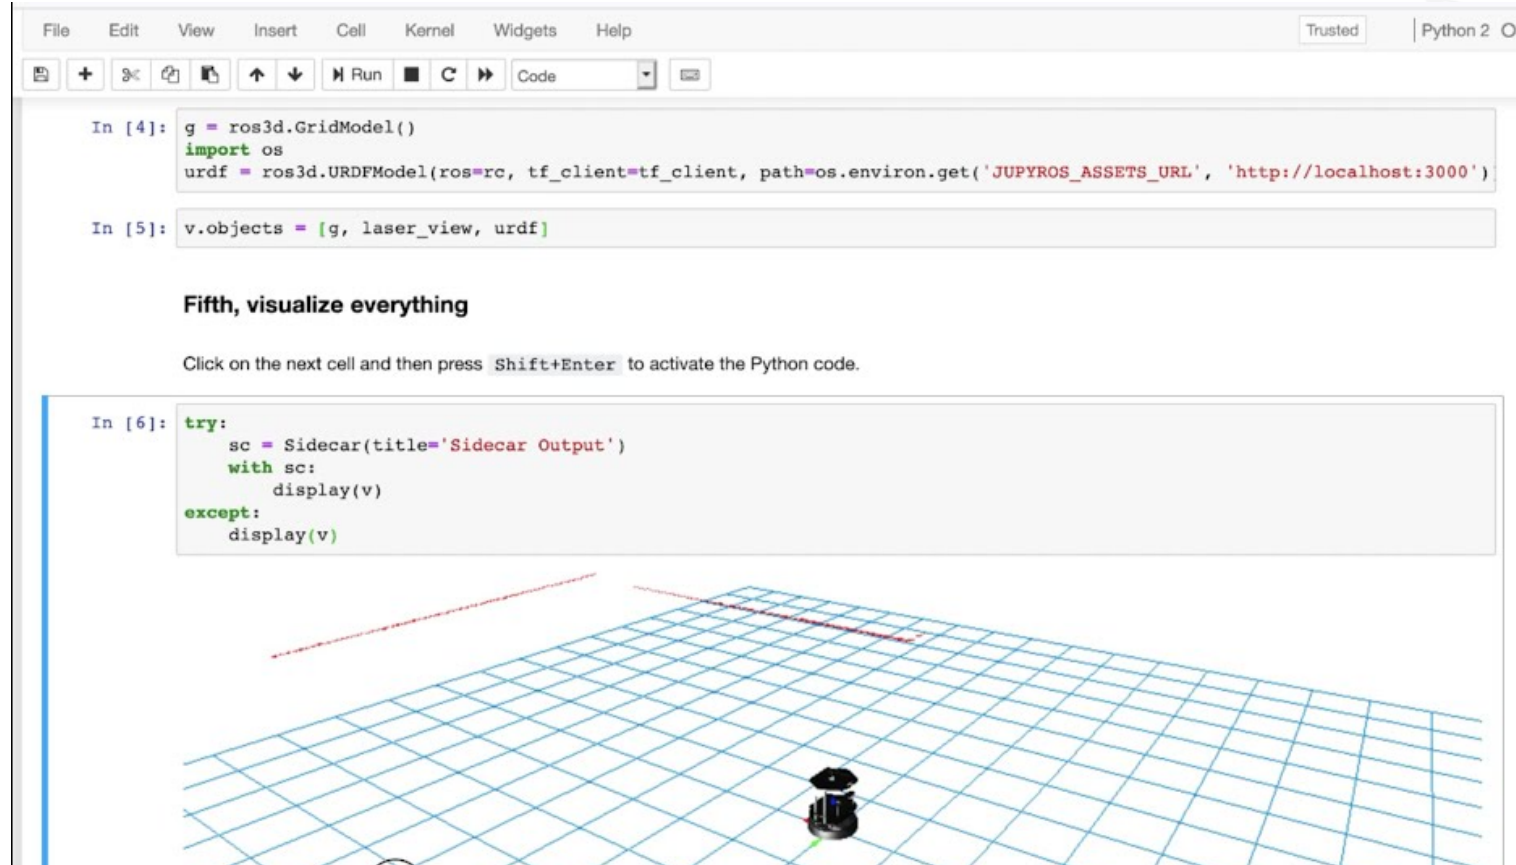 File Edit View Insert Cell Kernel Widgets Help Trusted Python 2
Run Code
In [4]: g = ros3d.GridModel()
import os
urdf = ros3d.URDFModel(ros=rc, tf_client=tf_client, path=os.environ.get('JUPYROS_ASSETS_URL', 'http://localhost:3000')
In [5]: v.objects = [g, laser_view, urdf]
Fifth, visualize everything
Click on the next cell and then press Shift+Enter to activate the Python code.
In [6]: try:
    sc = Sidecar(title='Sidecar Output')
    with sc:
        display(v)
except:
    display(v)